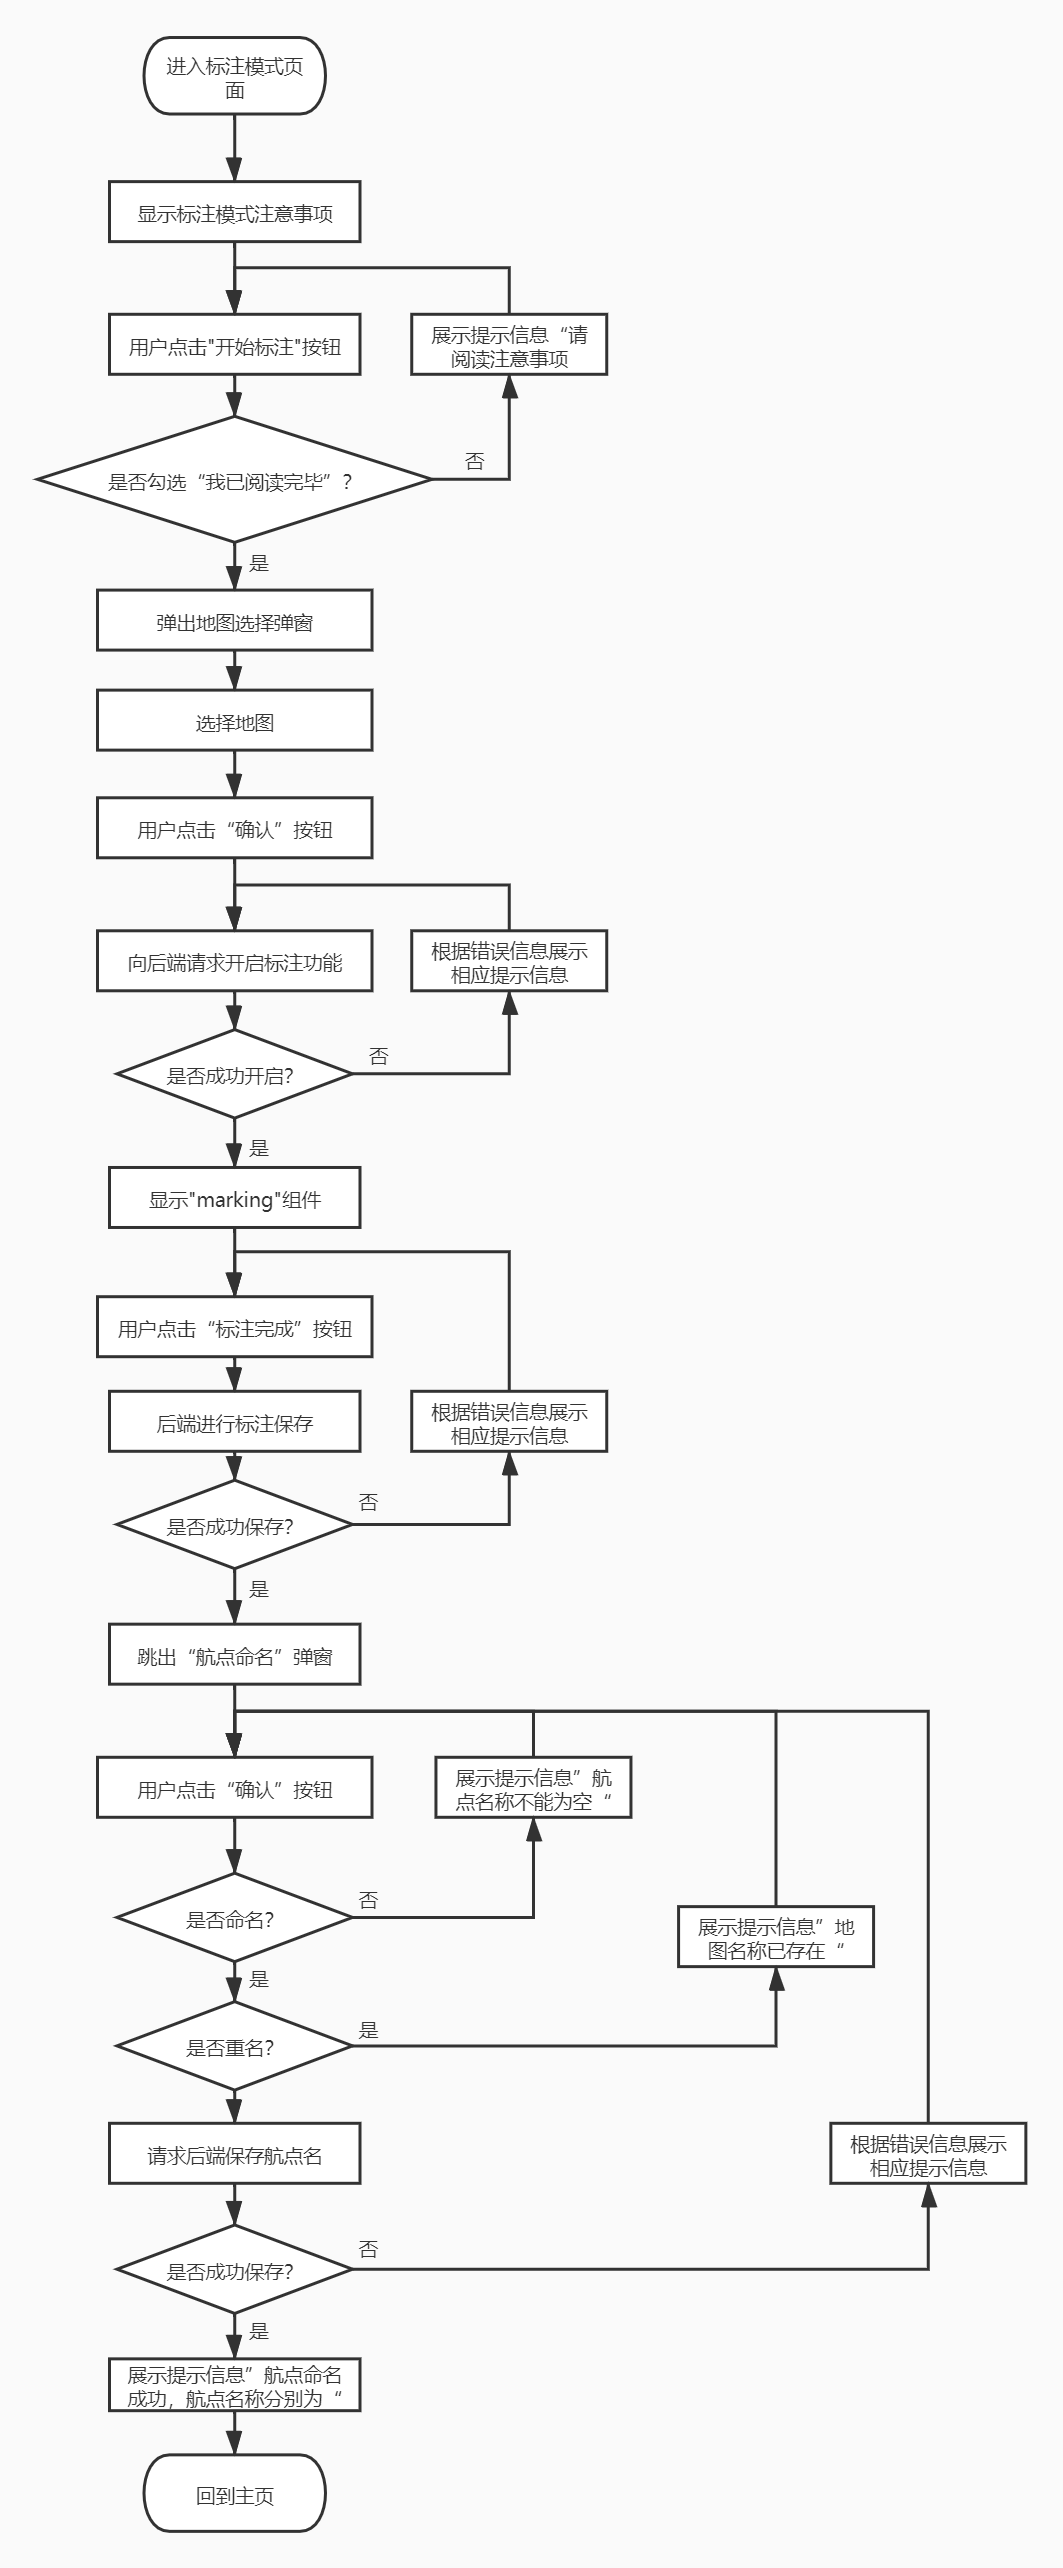 进入标注模式页
面
显示标注模式注意事项
用户点击"开始标注"按钮
展示提示信息“请
阅读注意事项
是否勾选“我已阅读完毕”？
否
是
弹出地图选择弹窗
选择地图
用户点击“确认”按钮
向后端请求开启标注功能
根据错误信息展示
相应提示信息
是否成功开启？
否
是
显示"marking"组件
用户点击“标注完成”按钮
后端进行标注保存
根据错误信息展示
相应提示信息
是否成功保存？
否
是
跳出“航点命名”弹窗
用户点击“确认”按钮
展示提示信息”航
点名称不能为空“
是否命名？
否
展示提示信息”地
图名称已存在“
是
是否重名？
是
请求后端保存航点名
根据错误信息展示
相应提示信息
是否成功保存？
否
是
展示提示信息”航点命名
成功，航点名称分别为“
回到主页